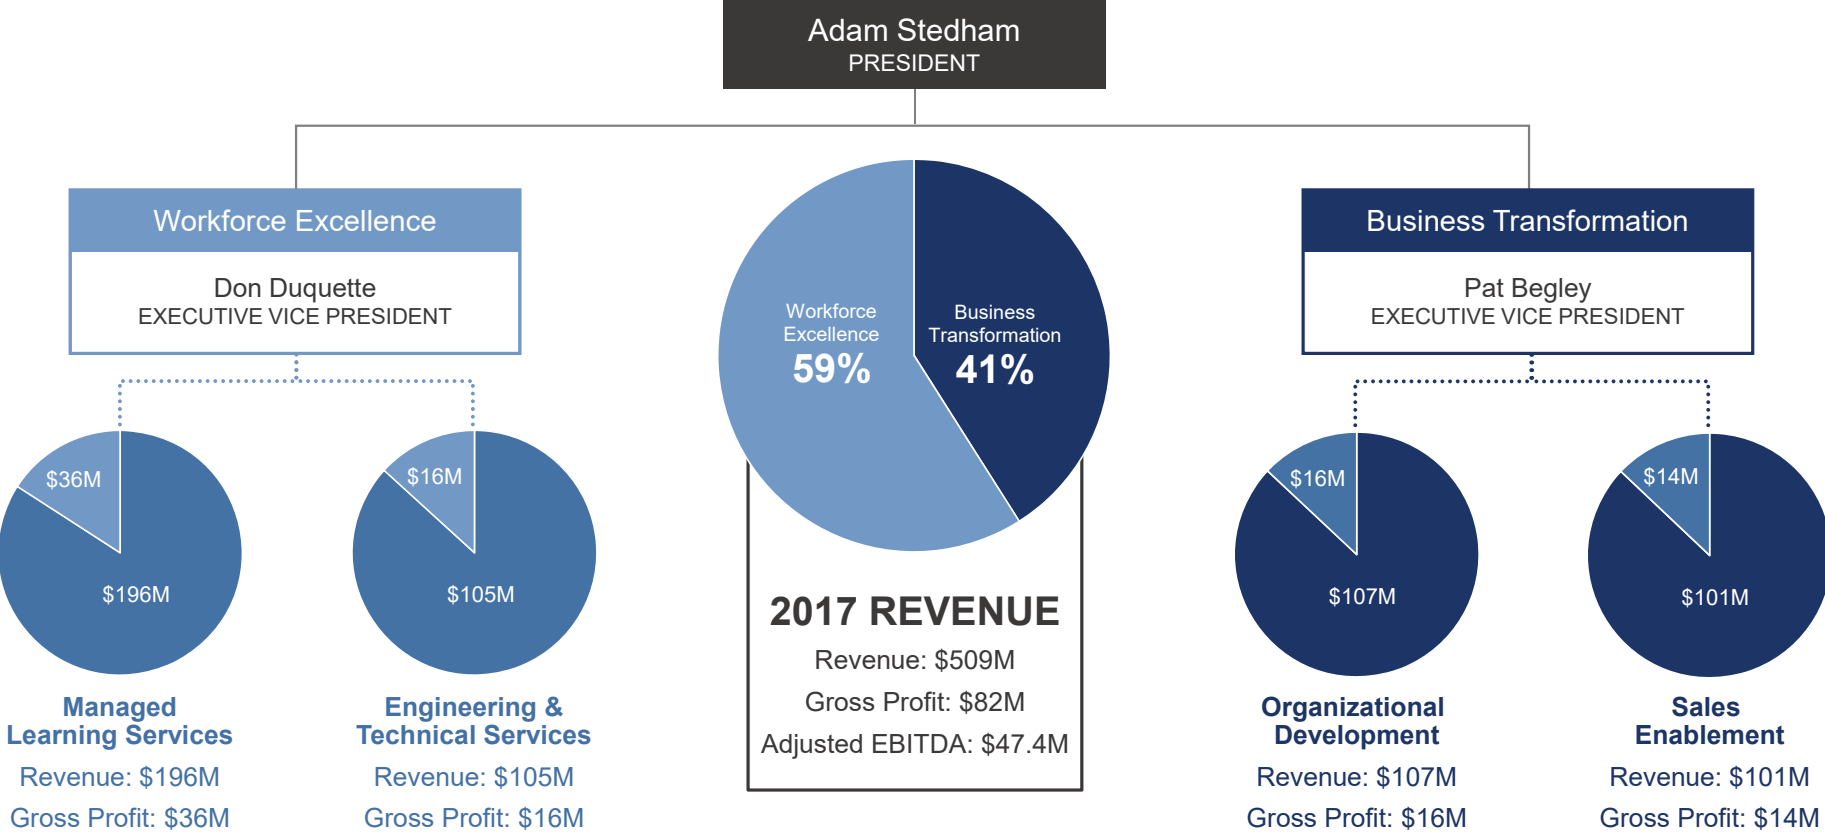 Adam Stedham
PRESIDENT
Workforce Excellence
Don Duquette
EXECUTIVE VICE PRESIDENT
Business Transformation
Pat Begley
EXECUTIVE VICE PRESIDENT
Workforce
Excellence
59%
Business
Transformation
41%
$36M
$196M
Managed
Learning Services
Revenue: $196M
Gross Profit: $36M
$16M
$105M
Engineering &
Technical Services
Revenue: $105M
Gross Profit: $16M
2017 REVENUE
Revenue: $509M
Gross Profit: $82M
Adjusted EBITDA: $47.4M
$16M
$107M
Organizational
Development
Revenue: $107M
Gross Profit: $16M
$14M
$101M
Sales
Enablement
Revenue: $101M
Gross Profit: $14M